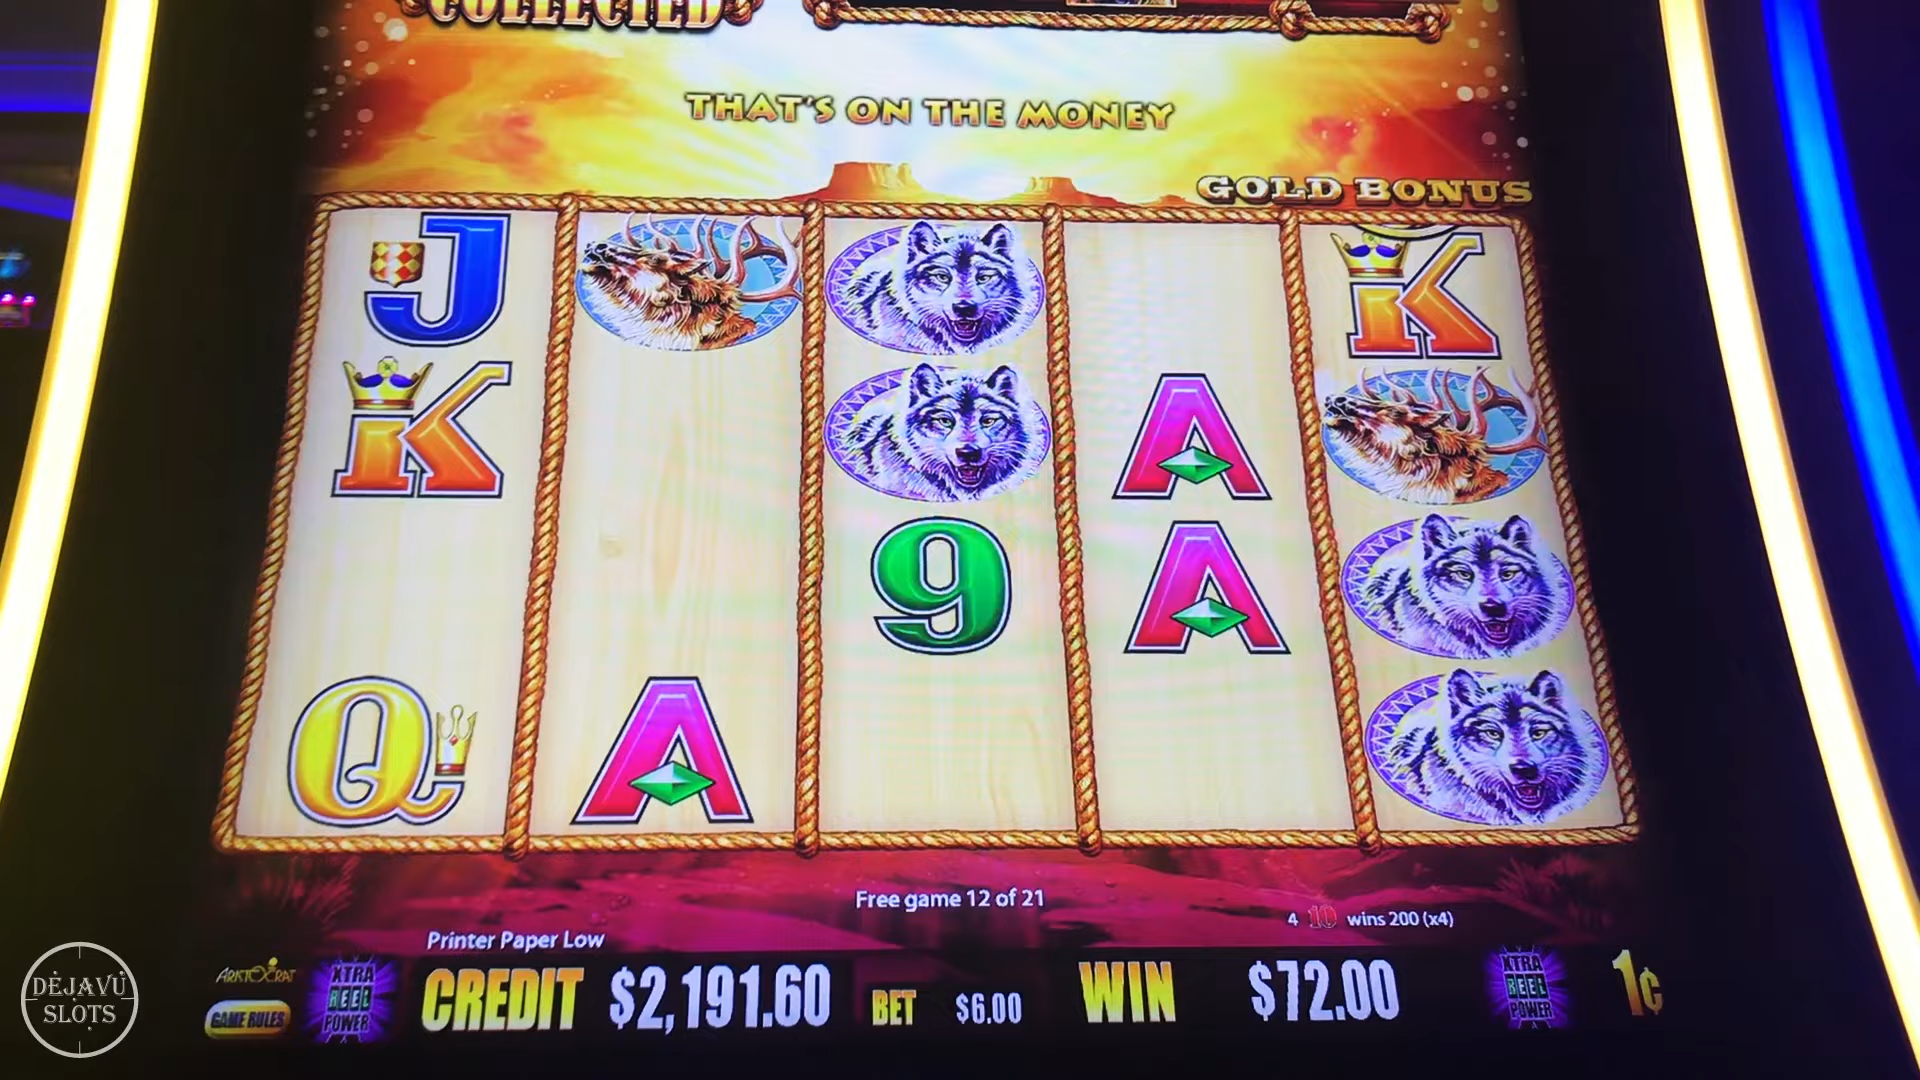 COLLECTED
THAT'S ON THE MONEY
GOLD BONUS
J
K
K
A
9
A
Q
A
Free game 12 of 21
4 10 wins 200 (x4)
Printer Paper Low
ARISTOCRAT
GAME RULES
XTRA
REEL
POWER
CREDIT $2,191.60
BET $6.00
WIN $72.00
XTRA
REEL
POWER
1¢
DÉJAVU
SLOTS